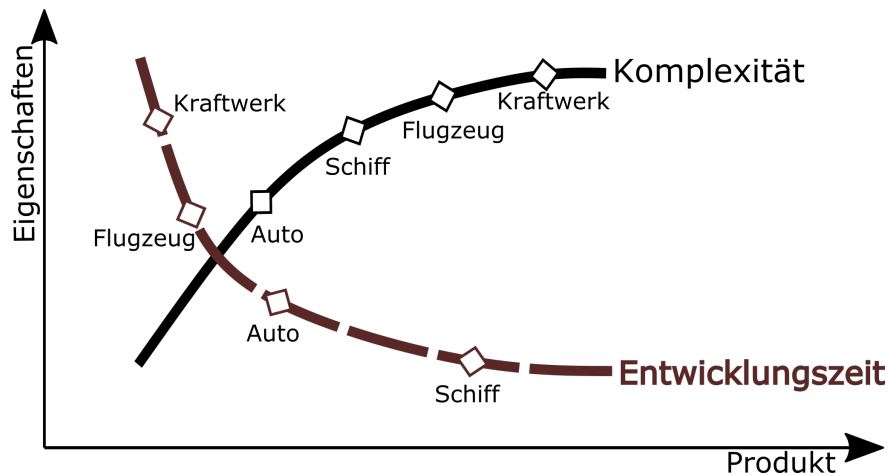 Eigenschaften
Kraftwerk
Komplexität
Kraftwerk
Flugzeug
Schiff
Auto
Flugzeug
Auto
Entwicklungszeit
Schiff
Produkt